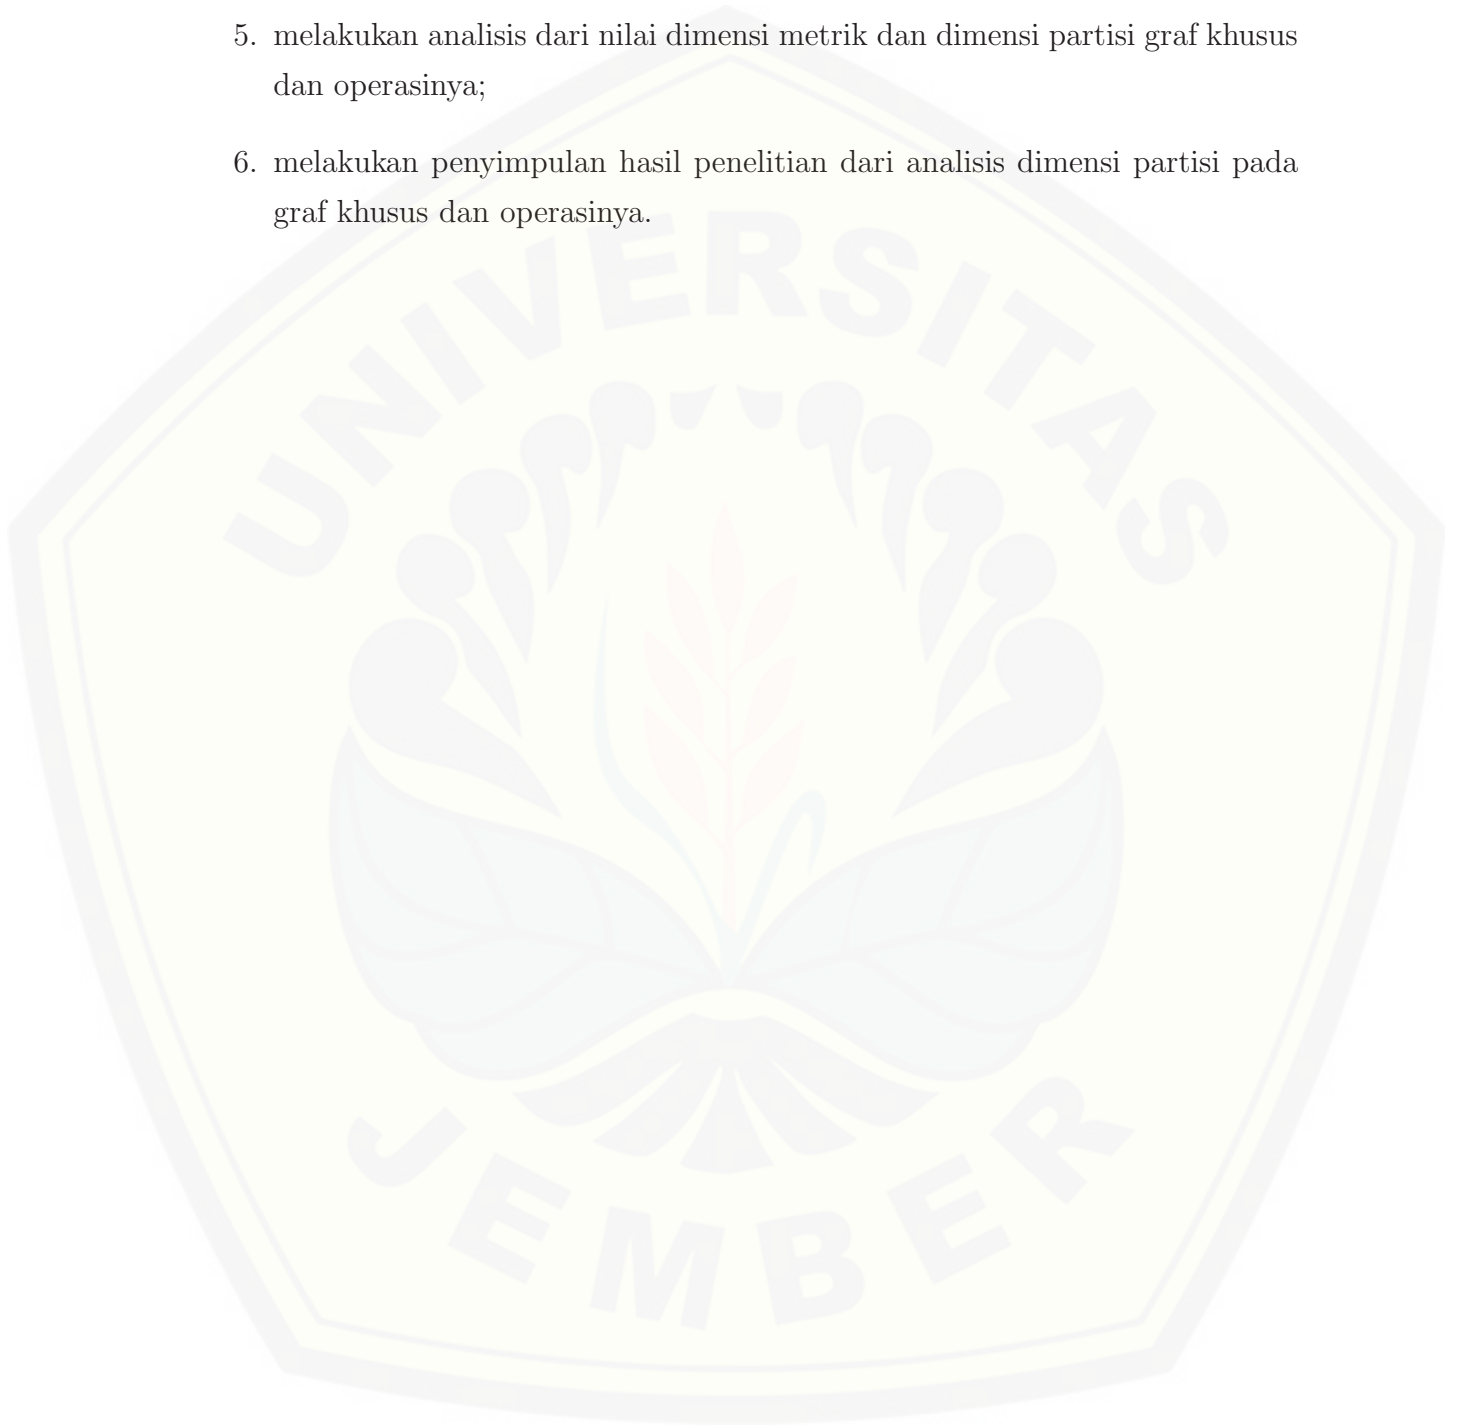 5. melakukan analisis dari nilai dimensi metrik dan dimensi partisi graf khusus
dan operasinya;
6. melakukan penyimpulan hasil penelitian dari analisis dimensi partisi pada
graf khusus dan operasinya.
UNIVERSITAS
JEMBER